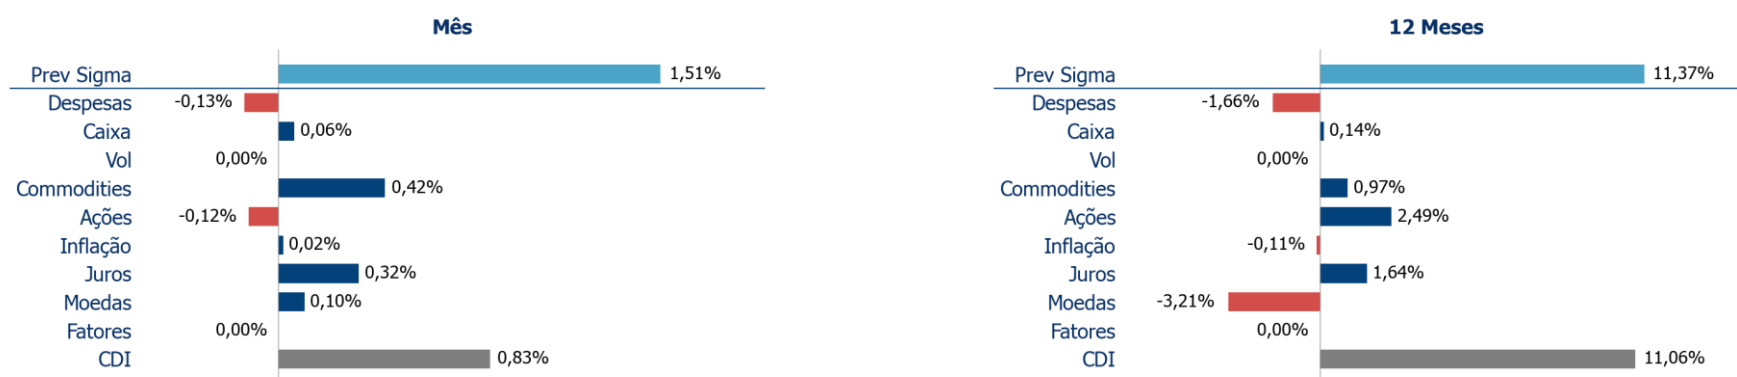 Mês
Prev Sigma 1,51%
Despesas -0,13%
Caixa 0,06%
Vol 0,00%
Commodities 0,42%
Ações -0,12%
Inflação 0,02%
Juros 0,32%
Moedas 0,10%
Fatores 0,00%
CDI 0,83%
12 Meses
Prev Sigma 11,37%
Despesas -1,66%
Caixa 0,14%
Vol 0,00%
Commodities 0,97%
Ações 2,49%
Inflação -0,11%
Juros 1,64%
Moedas -3,21%
Fatores 0,00%
CDI 11,06%